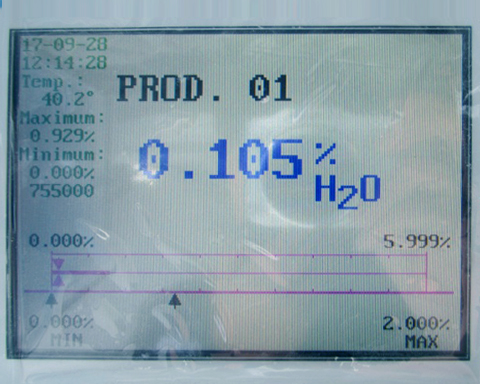 17-09-28
12:14:28
Temp.:
40.2°
Maximum:
0.929%
Minimum:
0.000%
755000
PROD. 01
0.105%
H2O
0.000% 5.999%
0.000% 2.000%
MIN MAX